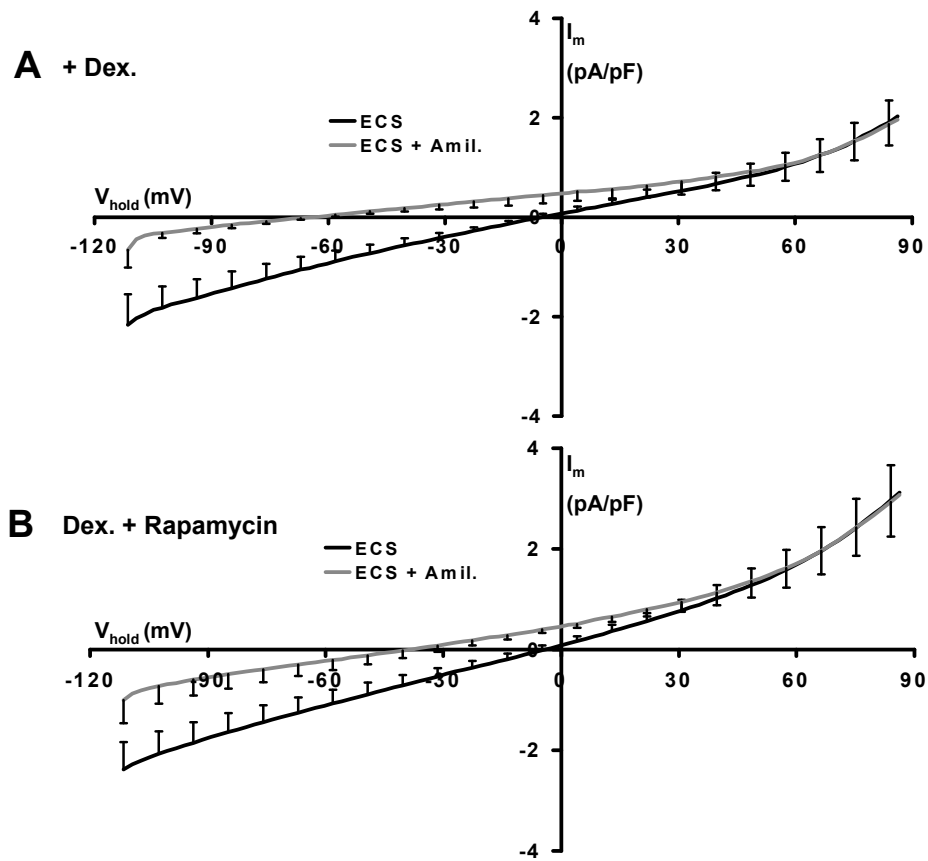 A + Dex.
4
I_m
(pA/pF)
ECS
ECS + Amil.
2
V_hold (mV)
0
-120 -90 -60 -30 0 30 60 90
-2
-4
4
I_m
(pA/pF)
B Dex. + Rapamycin
ECS
ECS + Amil.
2
V_hold (mV)
0
-120 -90 -60 -30 0 30 60 90
-2
-4